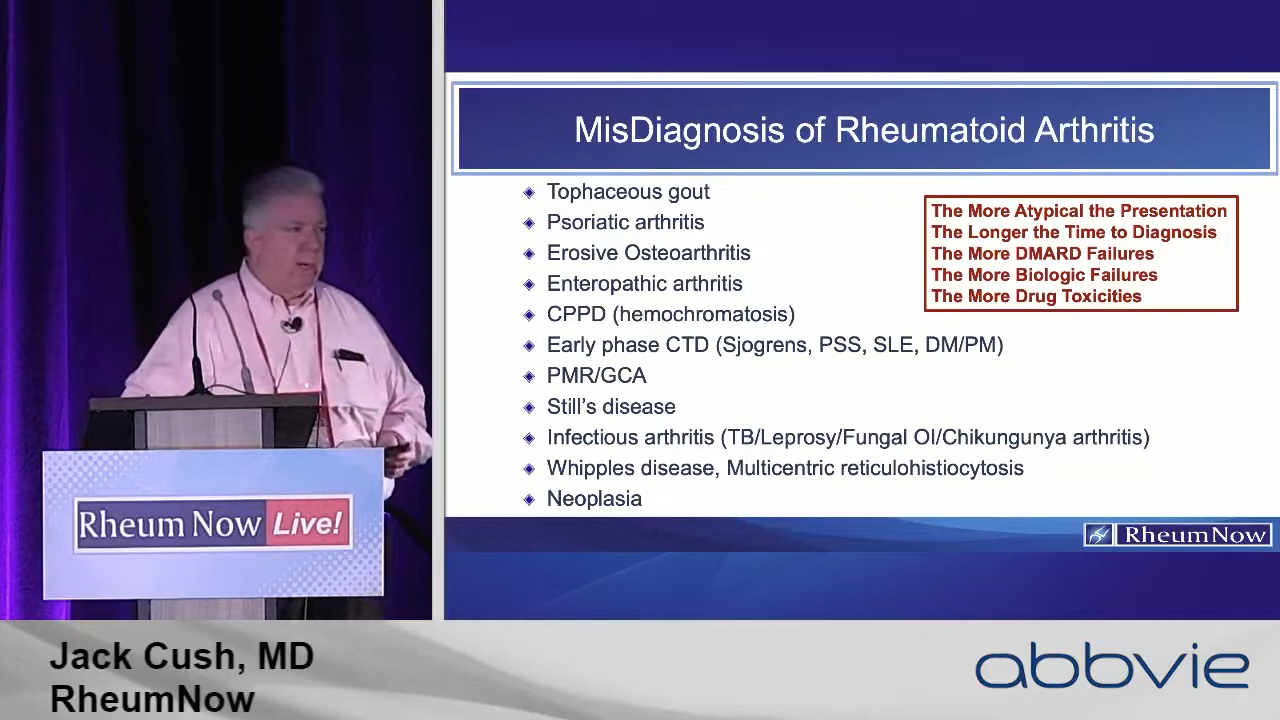 MisDiagnosis of Rheumatoid Arthritis
Tophaceous gout
Psoriatic arthritis
Erosive Osteoarthritis
Enteropathic arthritis
CPPD (hemochromatosis)
Early phase CTD (Sjogrens, PSS, SLE, DM/PM)
PMR/GCA
Still’s disease
Infectious arthritis (TB/Leprosy/Fungal OI/Chikungunya arthritis)
Whipples disease, Multicentric reticulohistiocytosis
Neoplasia
The More Atypical the Presentation
The Longer the Time to Diagnosis
The More DMARD Failures
The More Biologic Failures
The More Drug Toxicities
RheumNow
Rheum Now Live!
Jack Cush, MD
RheumNow
abbvie